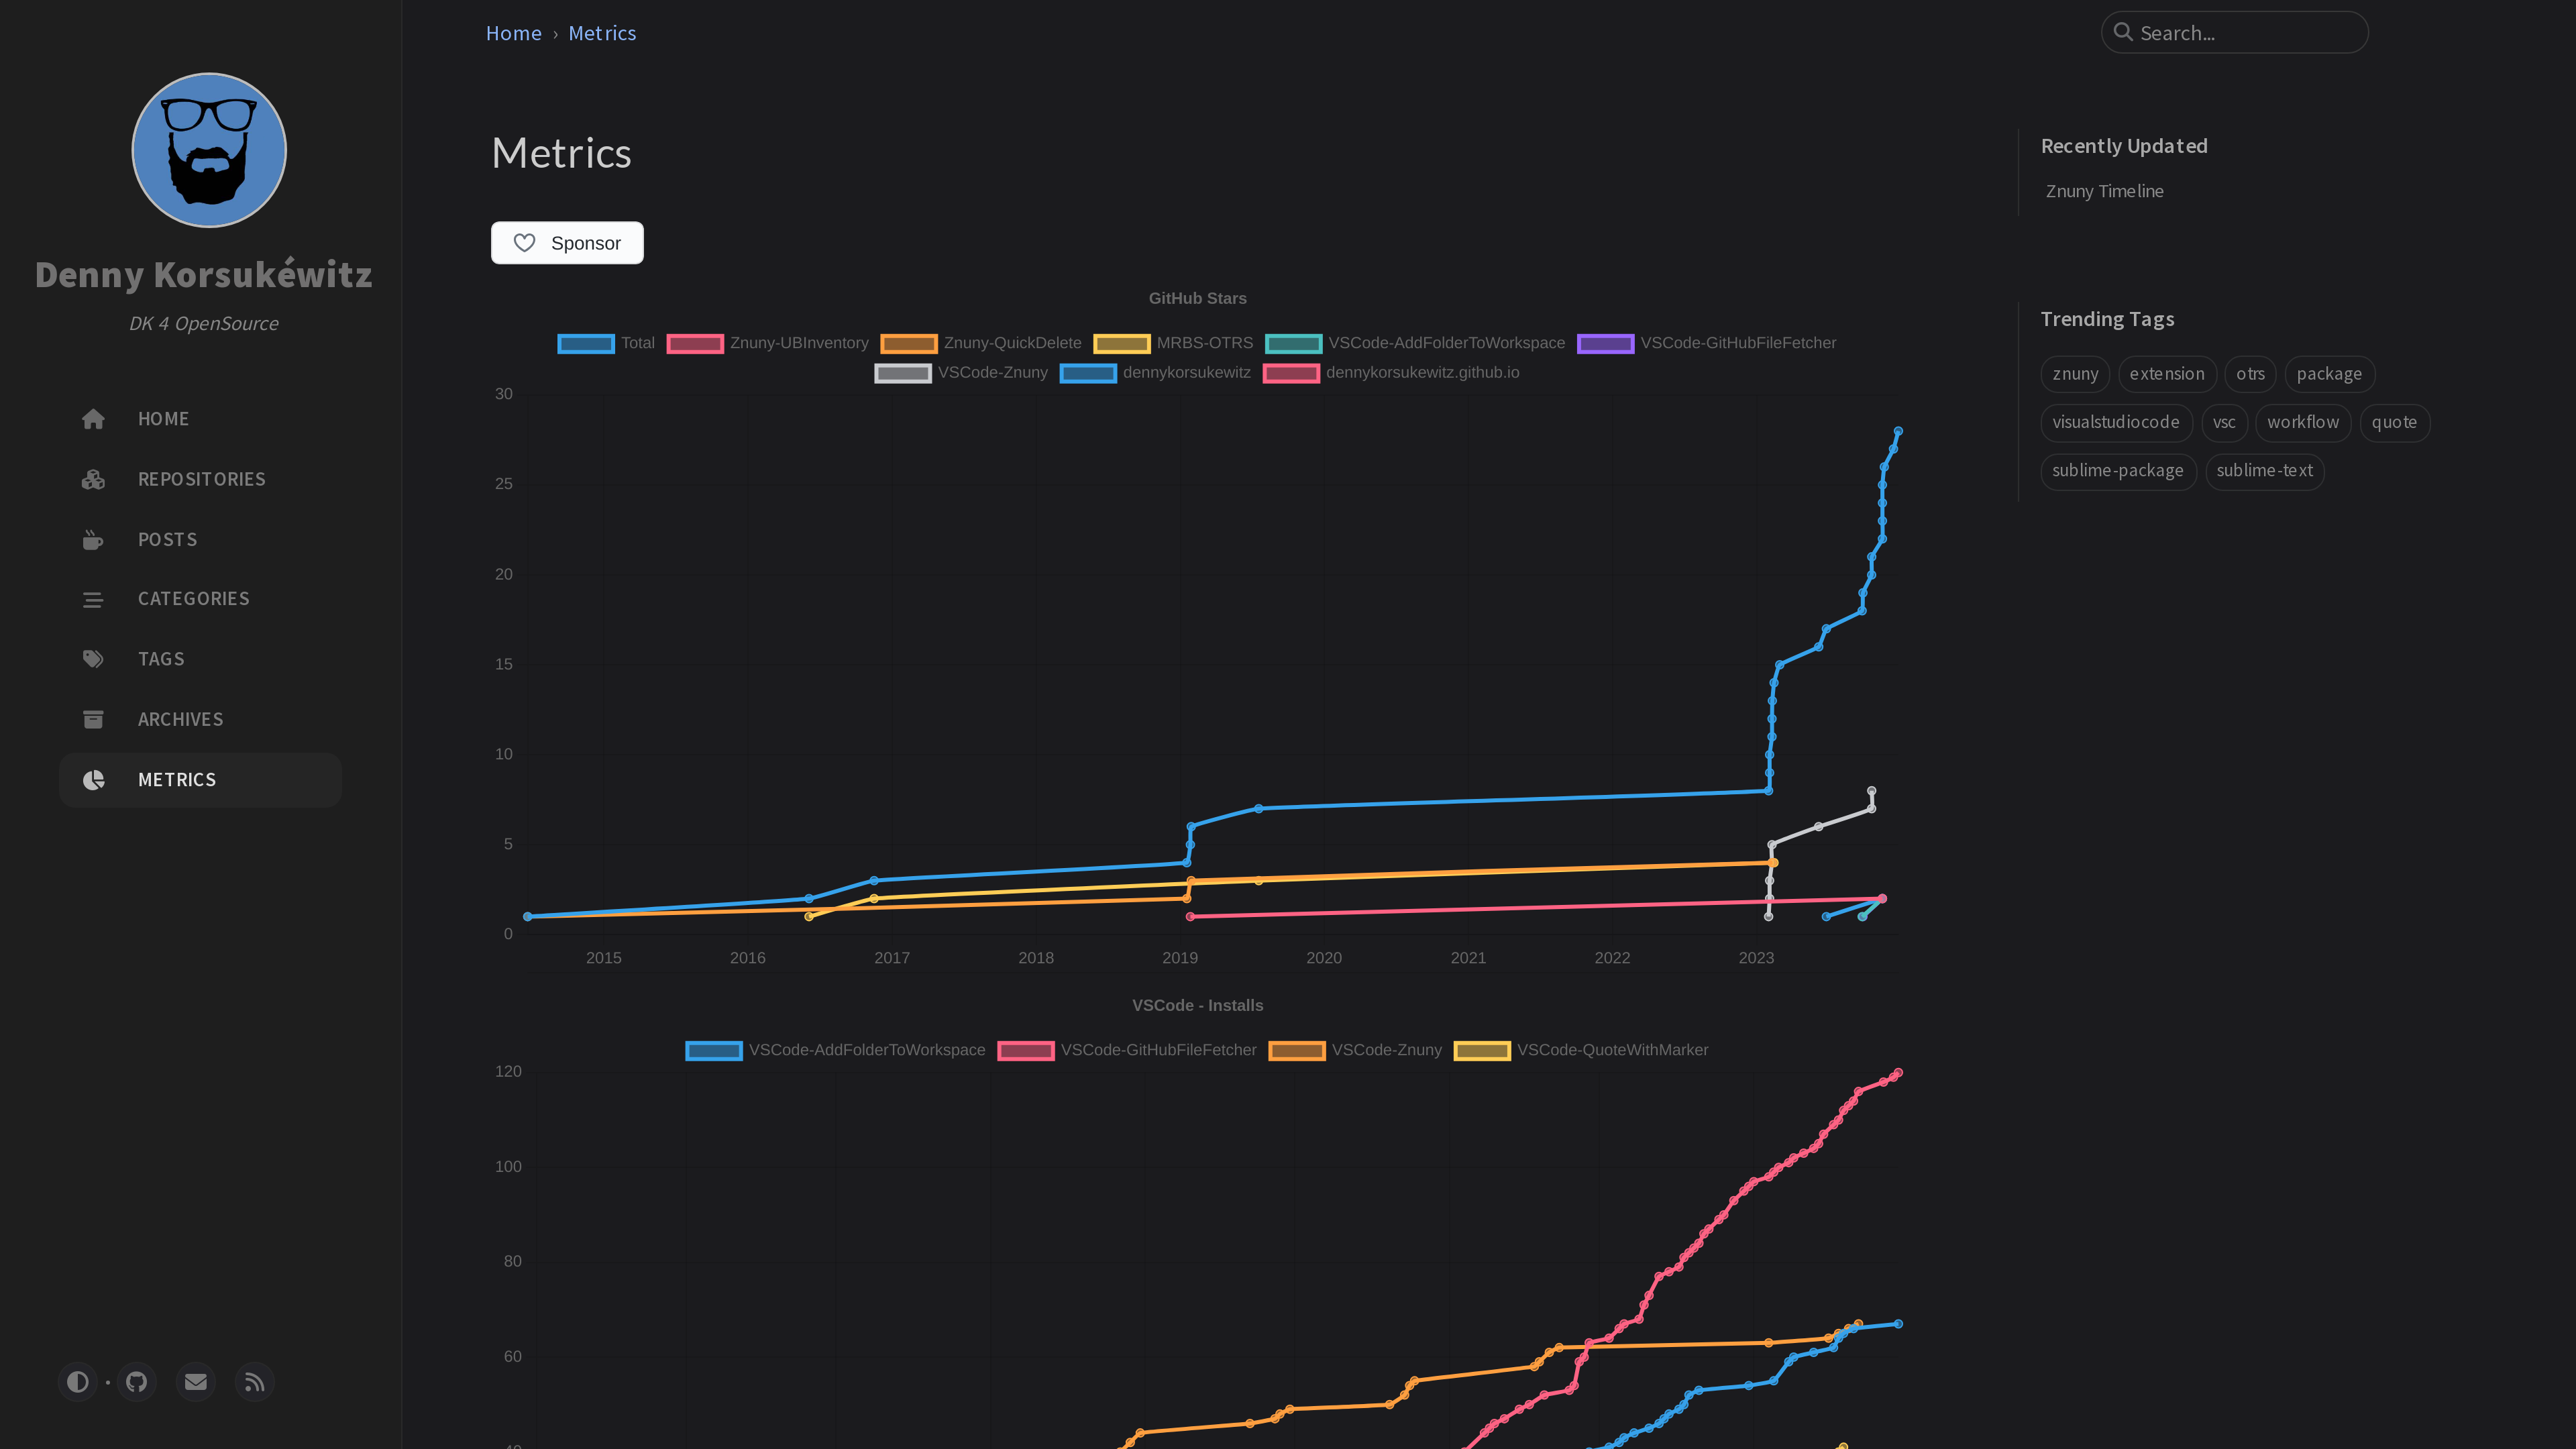 Denny Korsukéwitz
DK 4 OpenSource
HOME
REPOSITORIES
POSTS
CATEGORIES
TAGS
ARCHIVES
METRICS
Home › Metrics
Search...
Metrics
Sponsor
GitHub Stars
Total Znuny-UBInventory Znuny-QuickDelete MRBS-OTRS VSCode-AddFolderToWorkspace VSCode-GitHubFileFetcher
VSCode-Znuny dennykorsukewitz dennykorsukewitz.github.io
30
25
20
15
10
5
0
2015 2016 2017 2018 2019 2020 2021 2022 2023
VSCode - Installs
VSCode-AddFolderToWorkspace VSCode-GitHubFileFetcher VSCode-Znuny VSCode-QuoteWithMarker
120
100
80
60
Recently Updated
Znuny Timeline
Trending Tags
znuny extension otrs package
visualstudiocode vsc workflow quote
sublime-package sublime-text